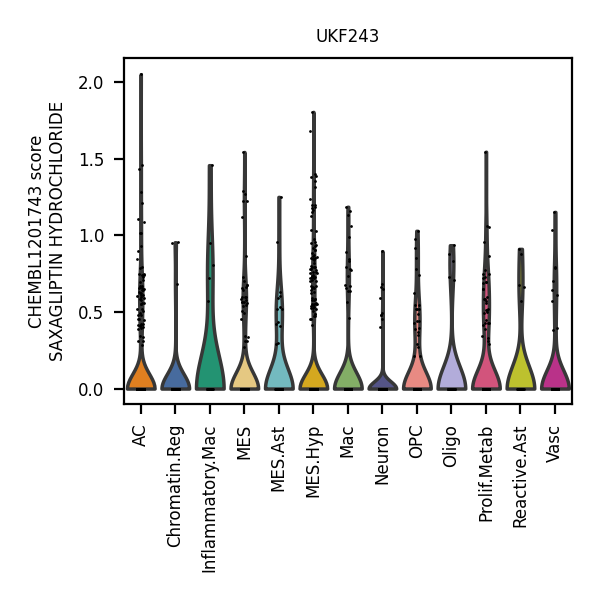 UKF243
CHEMBL1201743 score
SAXAGLIPTIN HYDROCHLORIDE
2.0
1.5
1.0
0.5
0.0
AC
Chromatin.Reg
Inflammatory.Mac
MES
MES.Ast
MES.Hyp
Mac
Neuron
OPC
Oligo
Prolif.Metab
Reactive.Ast
Vasc